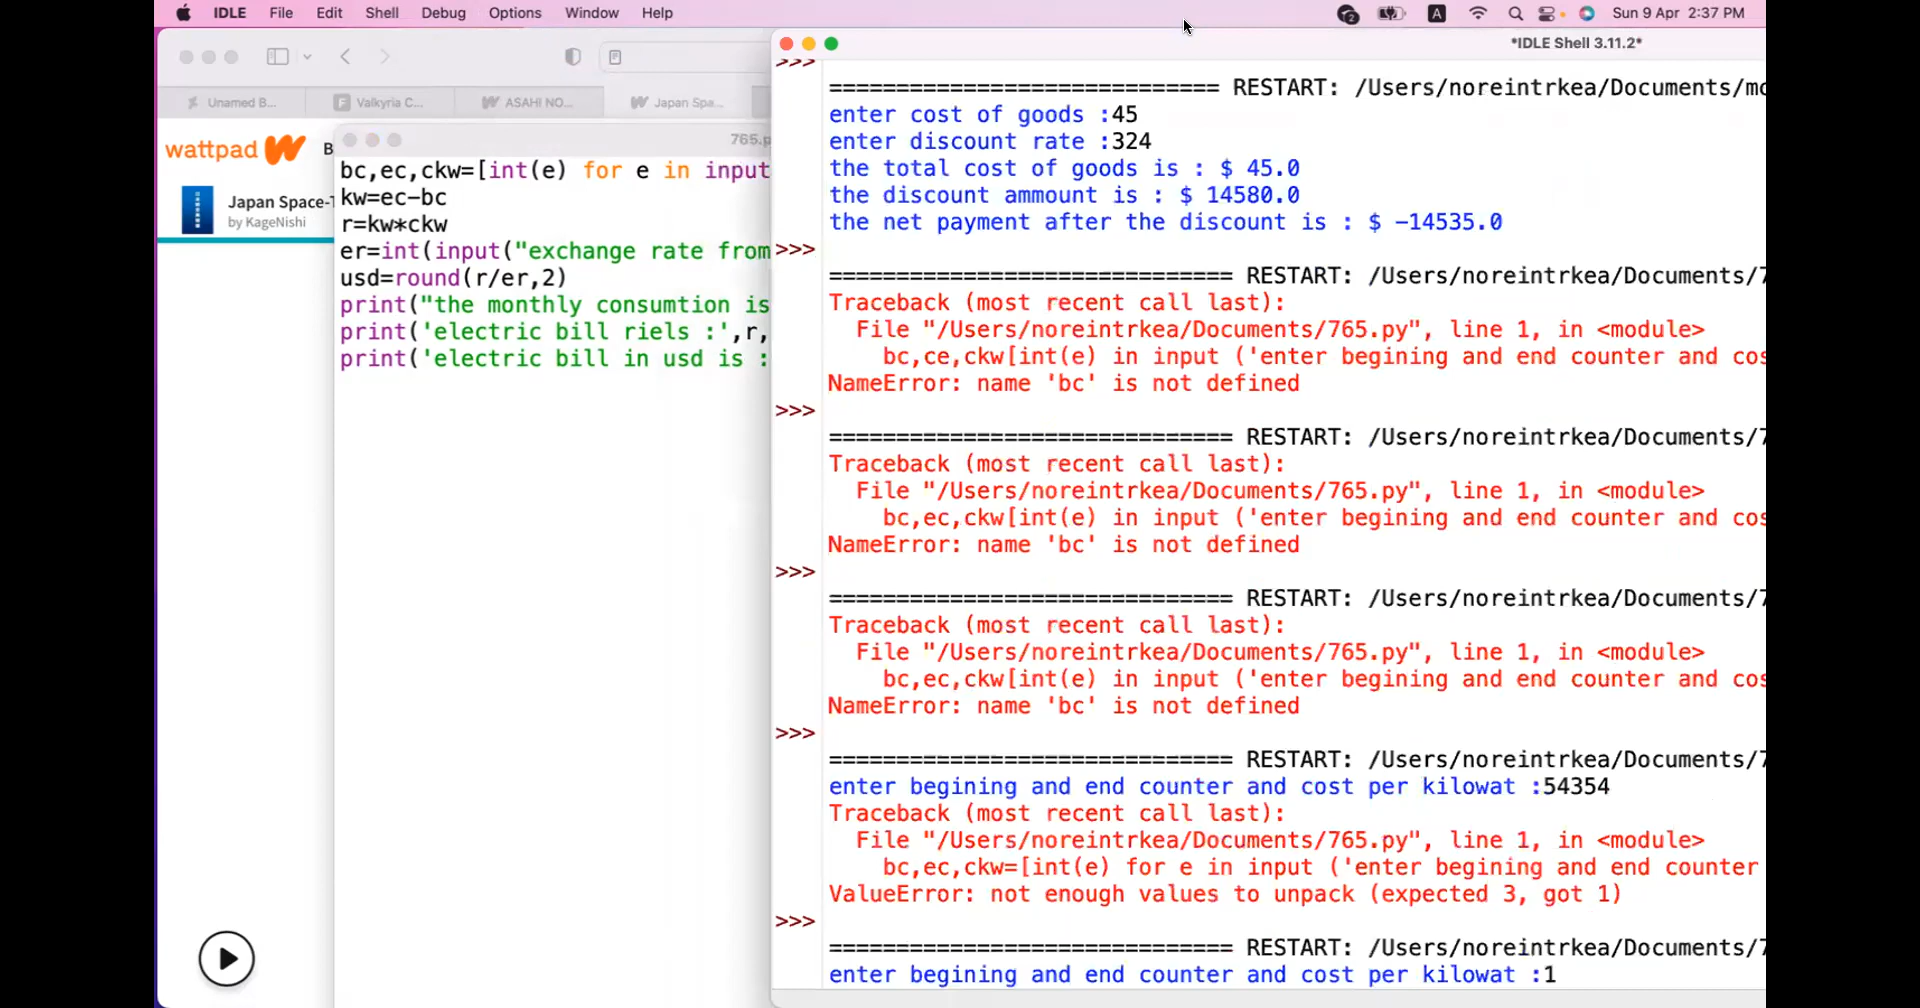 IDLE File Edit Shell Debug Options Window Help
2 A Sun 9 Apr 2:37 PM
Unamed B...
Valkyria C...
ASAHI NO...
Japan Spa...
wattpad
B
Japan Space-T
by KageNishi
765.p
bc,ec,ckw=[int(e) for e in input
kw=ec-bc
r=kw*ckw
er=int(input("exchange rate from
usd=round(r/er,2)
print("the monthly consumtion is
print('electric bill riels :',r,
print('electric bill in usd is :
*IDLE Shell 3.11.2*
>>>
============================= RESTART: /Users/noreintrkea/Documents/mo
enter cost of goods :45
enter discount rate :324
the total cost of goods is : $ 45.0
the discount ammount is : $ 14580.0
the net payment after the discount is : $ -14535.0
>>>
============================== RESTART: /Users/noreintrkea/Documents/7
Traceback (most recent call last):
File "/Users/noreintrkea/Documents/765.py", line 1, in <module>
bc,ce,ckw[int(e) in input ('enter begining and end counter and cos
NameError: name 'bc' is not defined
>>>
============================== RESTART: /Users/noreintrkea/Documents/7
Traceback (most recent call last):
File "/Users/noreintrkea/Documents/765.py", line 1, in <module>
bc,ec,ckw[int(e) in input ('enter begining and end counter and cos
NameError: name 'bc' is not defined
>>>
============================== RESTART: /Users/noreintrkea/Documents/7
Traceback (most recent call last):
File "/Users/noreintrkea/Documents/765.py", line 1, in <module>
bc,ec,ckw[int(e) in input ('enter begining and end counter and cos
NameError: name 'bc' is not defined
>>>
============================== RESTART: /Users/noreintrkea/Documents/7
enter begining and end counter and cost per kilowat :54354
Traceback (most recent call last):
File "/Users/noreintrkea/Documents/765.py", line 1, in <module>
bc,ec,ckw=[int(e) for e in input ('enter begining and end counter
ValueError: not enough values to unpack (expected 3, got 1)
>>>
============================== RESTART: /Users/noreintrkea/Documents/7
enter begining and end counter and cost per kilowat :1